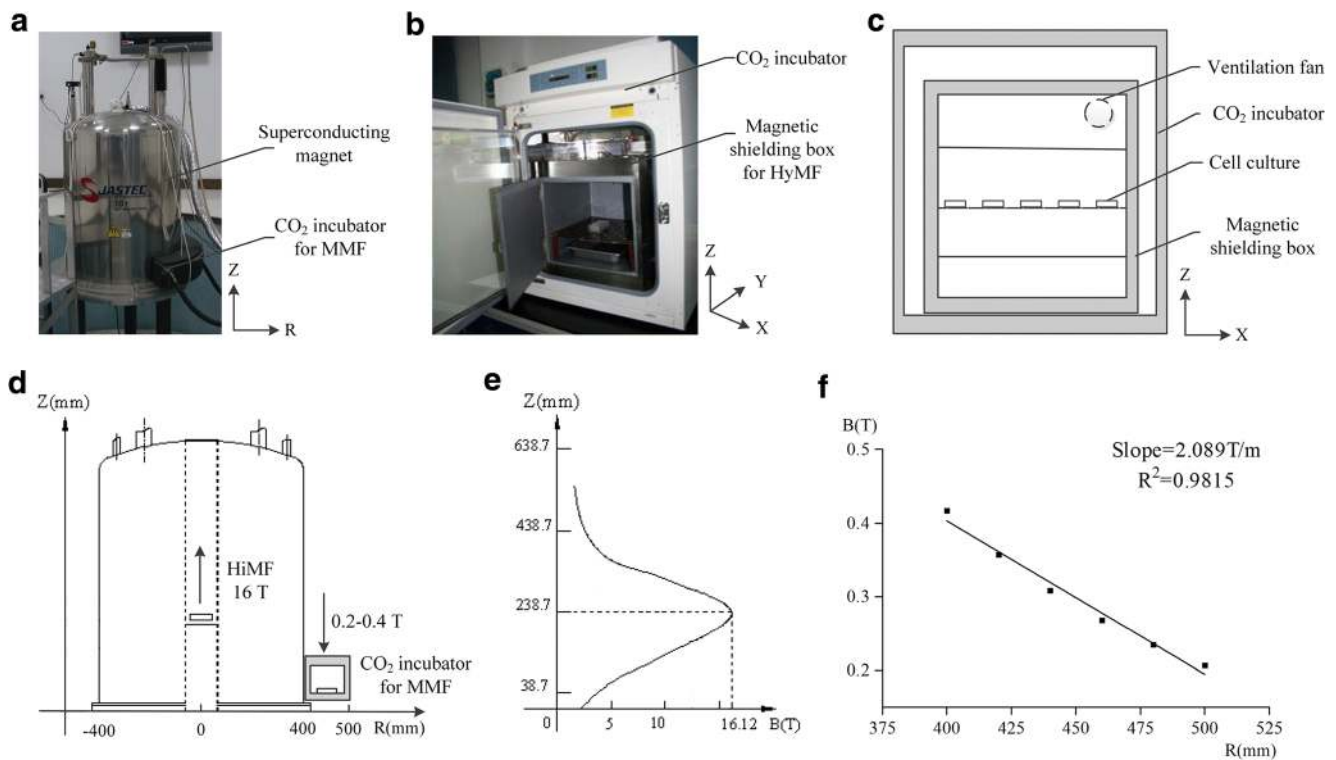 a
JASTEC
Superconducting
magnet
CO2 incubator
for MMF
Z
R
b
CO2 incubator
Magnetic
shielding box
for HyMF
Z
Y
X
c
Ventilation fan
CO2 incubator
Cell culture
Magnetic
shielding box
Z
X
d
Z(mm)
HiMF
16 T
0.2-0.4 T
CO2 incubator
for MMF
-400 0 400 500
R(mm)
e
Z(mm)
638.7
438.7
238.7
38.7
0 5 10 16.12
B(T)
f
B(T)
Slope=2.089T/m
R2=0.9815
0.5
0.4
0.3
0.2
375 400 425 450 475 500 525
R(mm)